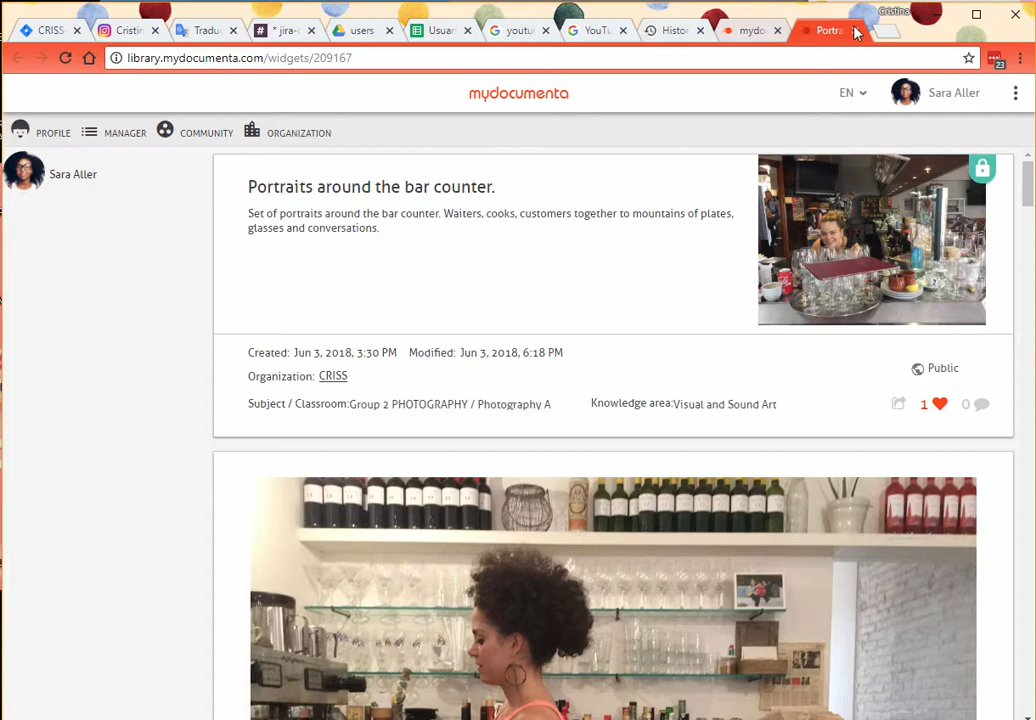 Cristina
CRISS
Cristin
Traduc
* jira-c
users
Usuar
youtu
YouTu
Histor
mydo
Portra
library.mydocumenta.com/widgets/209167
23
mydocumenta
EN
Sara Aller
PROFILE
MANAGER
COMMUNITY
ORGANIZATION
Sara Aller
Portraits around the bar counter.
Set of portraits around the bar counter. Waiters, cooks, customers together to mountains of plates,
glasses and conversations.
Created: Jun 3, 2018, 3:30 PM Modified: Jun 3, 2018, 6:18 PM
Public
Organization: CRISS
Subject / Classroom:Group 2 PHOTOGRAPHY / Photography A Knowledge area:Visual and Sound Art
1
0